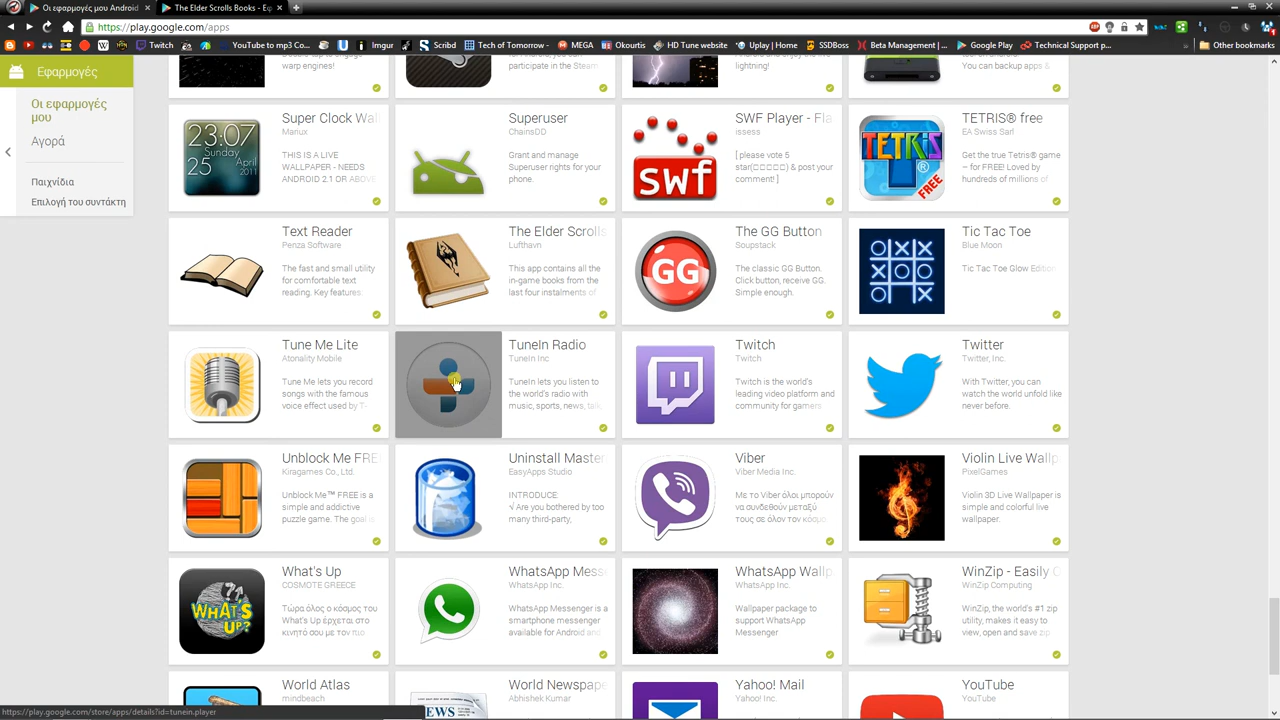 Οι εφαρμογές μου Android
The Elder Scrolls Books - Εφ
https://play.google.com/apps
Twitch
YouTube to mp3 Co...
Imgur
Scribd
Tech of Tomorrow -
MEGA
Okourtis
HD Tune website
Uplay | Home
SSDBoss
Beta Management |...
Google Play
Technical Support p...
Other bookmarks
Εφαρμογές
Οι εφαρμογές
μου
Αγορά
Παιχνίδια
Επιλογή του συντάκτη
warp engines!
participate in the Steam
lightning!
You can backup apps &
23:07
Sunday
April
25
2011
Super Clock Wal
Mariux
THIS IS A LIVE
WALLPAPER - NEEDS
ANDROID 2.1 OR ABOVE
Superuser
ChainsDD
Grant and manage
Superuser rights for your
phone.
swf
SWF Player - Fla
issess
[ please vote 5
star(□□□□□) & post your
comment! ]
TETRIS
FREE
TETRIS® free
EA Swiss Sarl
Get the true Tetris® game
– for FREE! Loved by
hundreds of millions of
Text Reader
Penza Software
The fast and small utility
for comfortable text
reading. Key features:
The Elder Scrolls
Lufthavn
This app contains all the
in-game books from the
last four instalments of
GG
The GG Button
Soupstack
The classic GG Button.
Click button, receive GG.
Simple enough.
Tic Tac Toe
Blue Moon
Tic Tac Toe Glow Edition
Tune Me Lite
Atonality Mobile
Tune Me lets you record
songs with the famous
voice effect used by T-
TuneIn Radio
TuneIn Inc
TuneIn lets you listen to
the world's radio with
music, sports, news, talk,
Twitch
Twitch
Twitch is the world's
leading video platform and
community for gamers
Twitter
Twitter, Inc.
With Twitter, you can
watch the world unfold like
never before.
Unblock Me FREE
Kiragames Co., Ltd.
Unblock Me™ FREE is a
simple and addictive
puzzle game. The goal is
Uninstall Master
EasyApps Studio
INTRODUCE:
√ Are you bothered by too
many third-party,
Viber
Viber Media Inc.
Με το Viber όλοι μπορούν
να συνδεθούν μεταξύ
τους σε όλον τον κόσμο
Violin Live Wallp
PixelGames
Violin 3D Live Wallpaper is
simple and colorful live
wallpaper.
WHAT'S
UP?
What's Up
COSMOTE GREECE
Τώρα όλος ο κόσμος του
What's Up έρχεται στο
κινητό σου με τον πιο
WhatsApp Mess
WhatsApp Inc.
WhatsApp Messenger is a
smartphone messenger
available for Android and
WhatsApp Wallp
WhatsApp Inc.
Wallpaper package to
support WhatsApp
Messenger
WinZip - Easily O
WinZip Computing
WinZip, the world's #1 zip
utility, makes it easy to
view, open and save zip
World Atlas
mindbeach
World Newspape
Abhishek Kumar
Yahoo! Mail
Yahoo! Inc.
YouTube
YouTube
https://play.google.com/store/apps/details?id=tunein.player